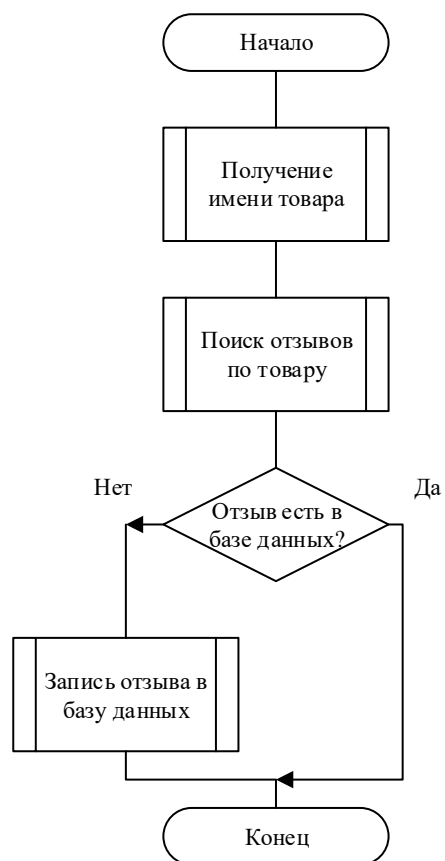 Начало
Получение
имени товара
Поиск отзывов
по товару
Нет
Да
Отзыв есть в
базе данных?
Запись отзыва в
базу данных
Конец